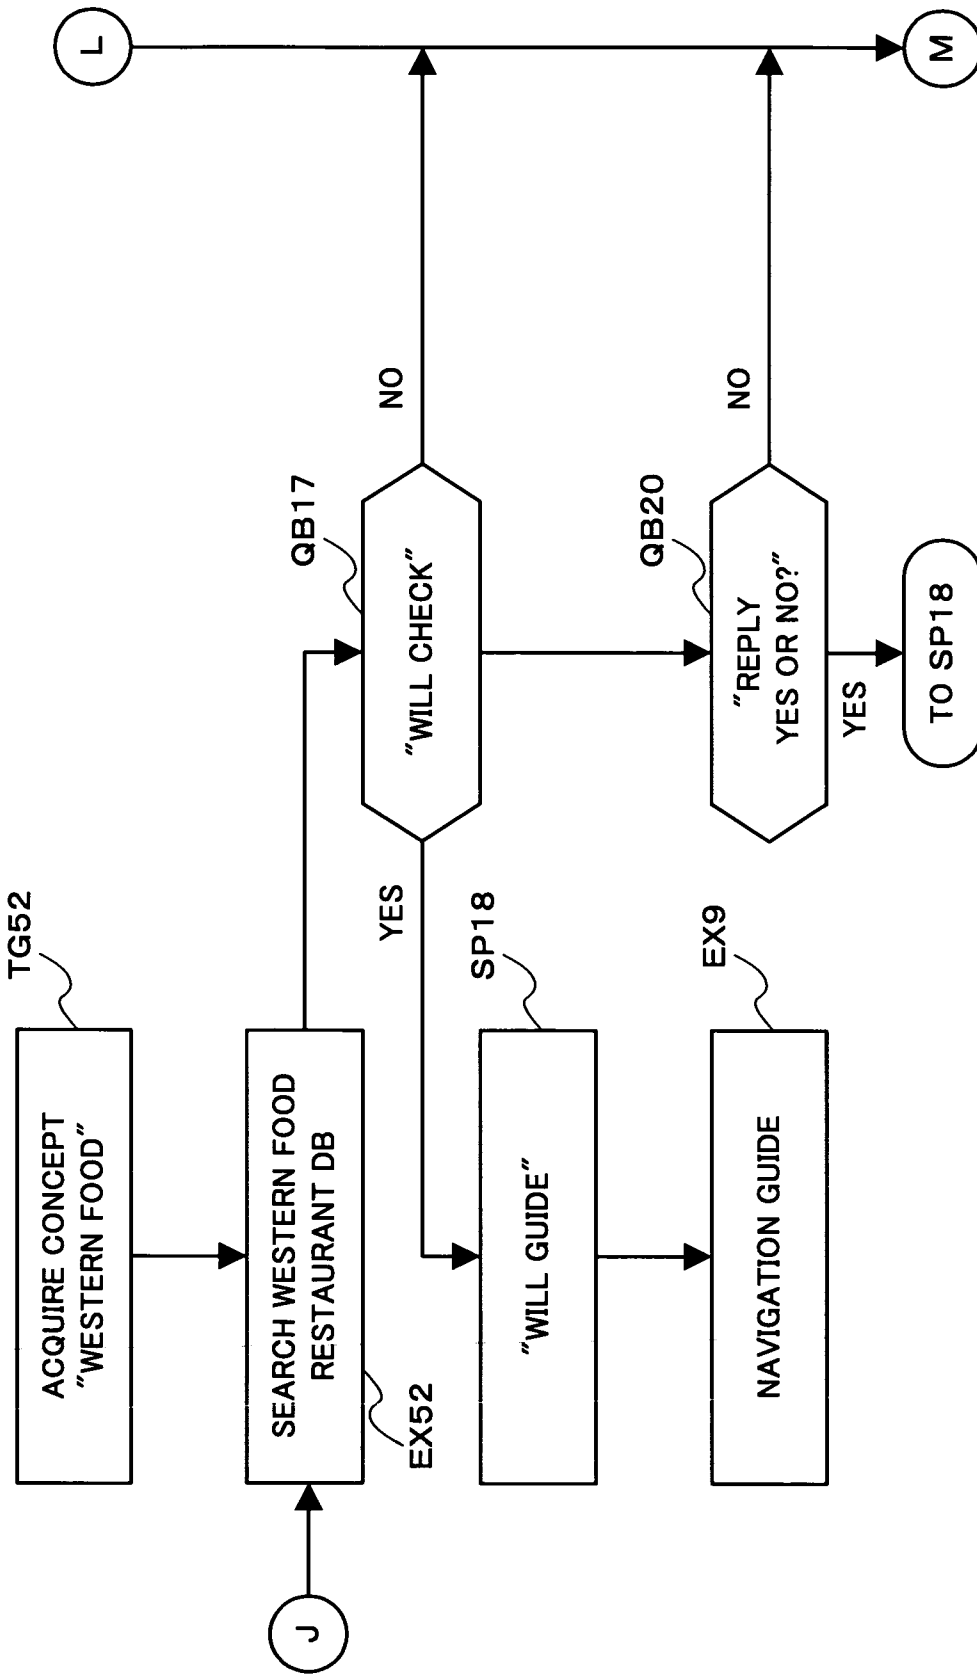 TG52
ACQUIRE CONCEPT
"WESTERN FOOD"
J
SEARCH WESTERN FOOD
RESTAURANT DB
EX52
L
QB17
"WILL CHECK"
YES
NO
SP18
"WILL GUIDE"
EX9
NAVIGATION GUIDE
QB20
"REPLY
YES OR NO?"
NO
YES
TO SP18
M